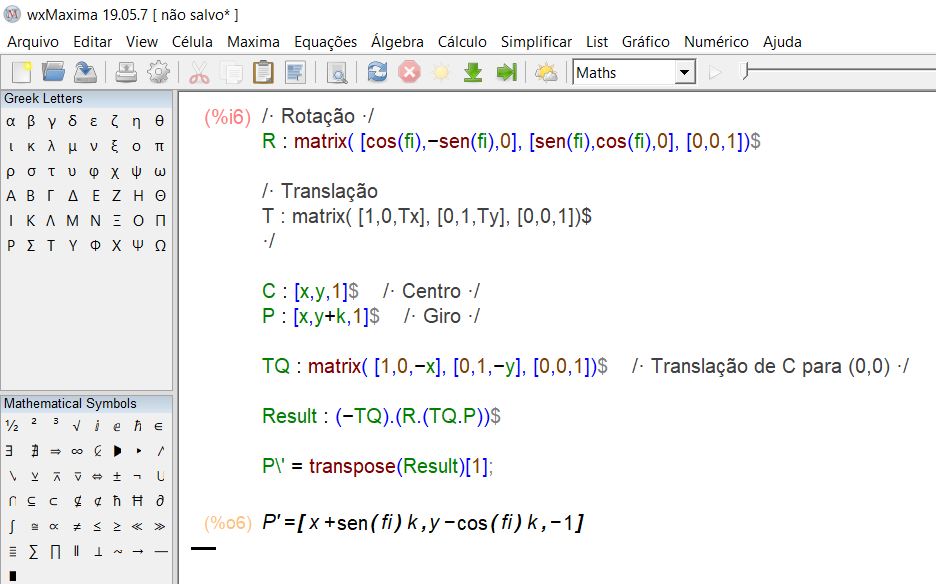 wxMaxima 19.05.7 [ não salvo* ]
Arquivo Editar View Célula Maxima Equações Álgebra Cálculo Simplificar List Gráfico Numérico Ajuda
Maths
Greek Letters
α β γ δ ε ζ η θ
ι κ λ μ ν ξ ο π
ρ σ τ υ φ χ ψ ω
Α Β Γ Δ Ε Ζ Η Θ
Ι Κ Λ Μ Ν Ξ Ο Π
Ρ Σ Τ Υ Φ Χ Ψ Ω
Mathematical Symbols
½ ² ³ √ ⅈ ⅇ ℏ ∈
∃ ∄ ⇒ ∞
⊻ ⊼ ⊽ ⇔ ± ¬ ∪
∩ ⊆ ⊂ ⊈ ⊄ ħ Ħ ∂
∫ ≅ ∝ ≠ ≤ ≥ ≪ ≫
≣ ∑ ∏ ∥ ⟂ ~ → —
(%i6) /· Rotação ·/
R : matrix( [cos(fi),−sen(fi),0], [sen(fi),cos(fi),0], [0,0,1])$
/· Translação
T : matrix( [1,0,Tx], [0,1,Ty], [0,0,1])$
·/
C : [x,y,1]$ /· Centro ·/
P : [x,y+k,1]$ /· Giro ·/
TQ : matrix( [1,0,−x], [0,1,−y], [0,0,1])$ /· Translação de C para (0,0) ·/
Result : (−TQ).(R.(TQ.P))$
P\' = transpose(Result)[1];
(%o6) P'=[x+sen(fi) k,y−cos(fi) k,−1]